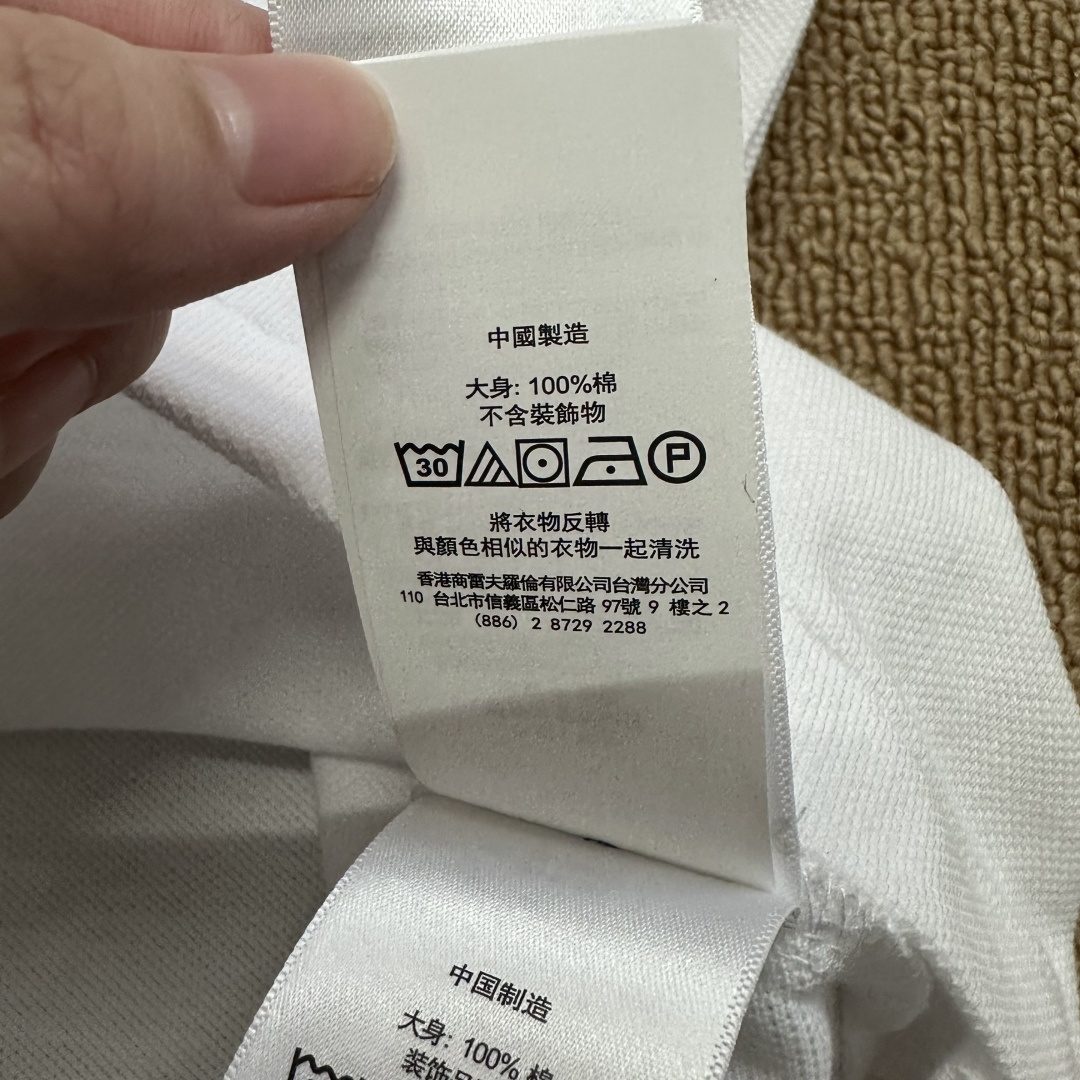 中國製造
大身: 100%棉
不含裝飾物
30 P
將衣物反轉
與顏色相似的衣物一起清洗
香港商雷夫羅倫有限公司台灣分公司
110 台北市信義區松仁路 97號 9 樓之 2
(886) 2 8729 2288
中国制造
大身: 100% 棉
装饰